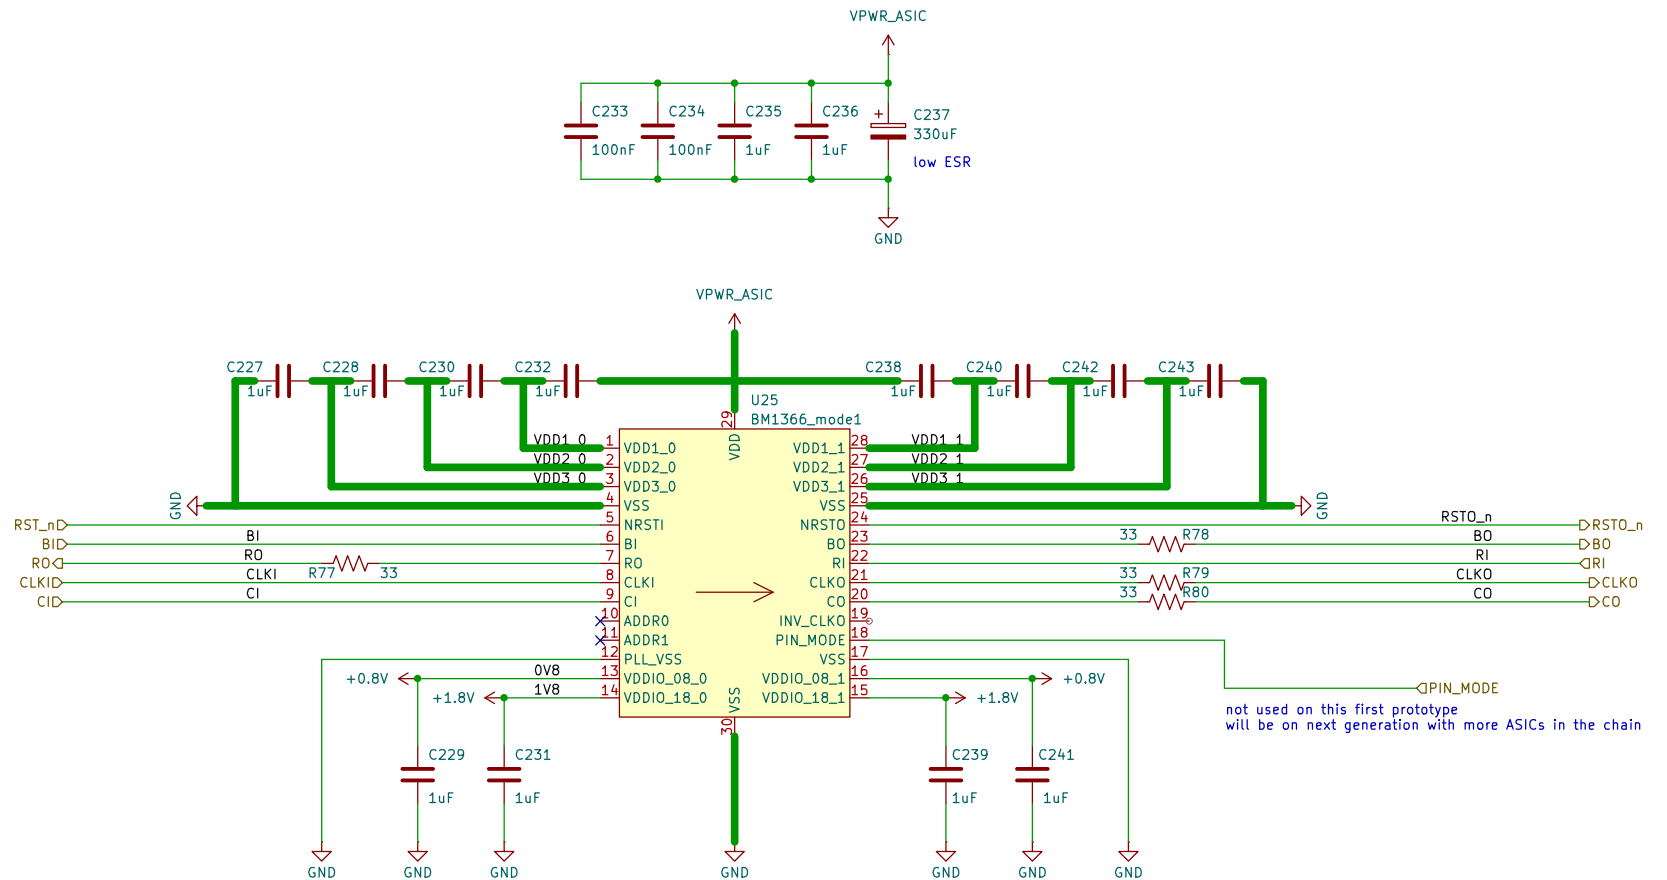 VPWR_ASIC
C233
100nF
C234
100nF
C235
1uF
C236
1uF
+
C237
330uF
low ESR
GND
VPWR_ASIC
C227
1uF
C228
1uF
C230
1uF
C232
1uF
C238
1uF
C240
1uF
C242
1uF
C243
1uF
U25
BM1366_mode1
29
VDD
VDD1_0
1
VDD1_0
VDD2_0
2
VDD2_0
VDD3_0
3
VDD3_0
GND
4
VSS
RST_n
5
NRSTI
BI
BI
6
BI
RO
RO
R77
33
7
RO
CLKI
CLKI
8
CLKI
CI
CI
9
CI
10
ADDR0
11
ADDR1
12
PLL_VSS
+0.8V
0V8
13
VDDIO_08_0
+1.8V
1V8
14
VDDIO_18_0
VDD1_1
28
VDD1_1
VDD2_1
27
VDD2_1
VDD3_1
26
VDD3_1
VSS
25
GND
NRSTO
24
RSTO_n
RSTO_n
BO
23
33
R78
BO
BO
RI
22
RI
RI
CLKO
21
33
R79
CLKO
CLKO
CO
20
33
R80
CO
CO
INV_CLKO
19
PIN_MODE
18
PIN_MODE
not used on this first prototype
will be on next generation with more ASICs in the chain
VSS
17
VDDIO_08_1
16
+0.8V
VDDIO_18_1
15
+1.8V
VSS
30
C229
1uF
C231
1uF
C239
1uF
C241
1uF
GND
GND
GND
GND
GND
GND
GND